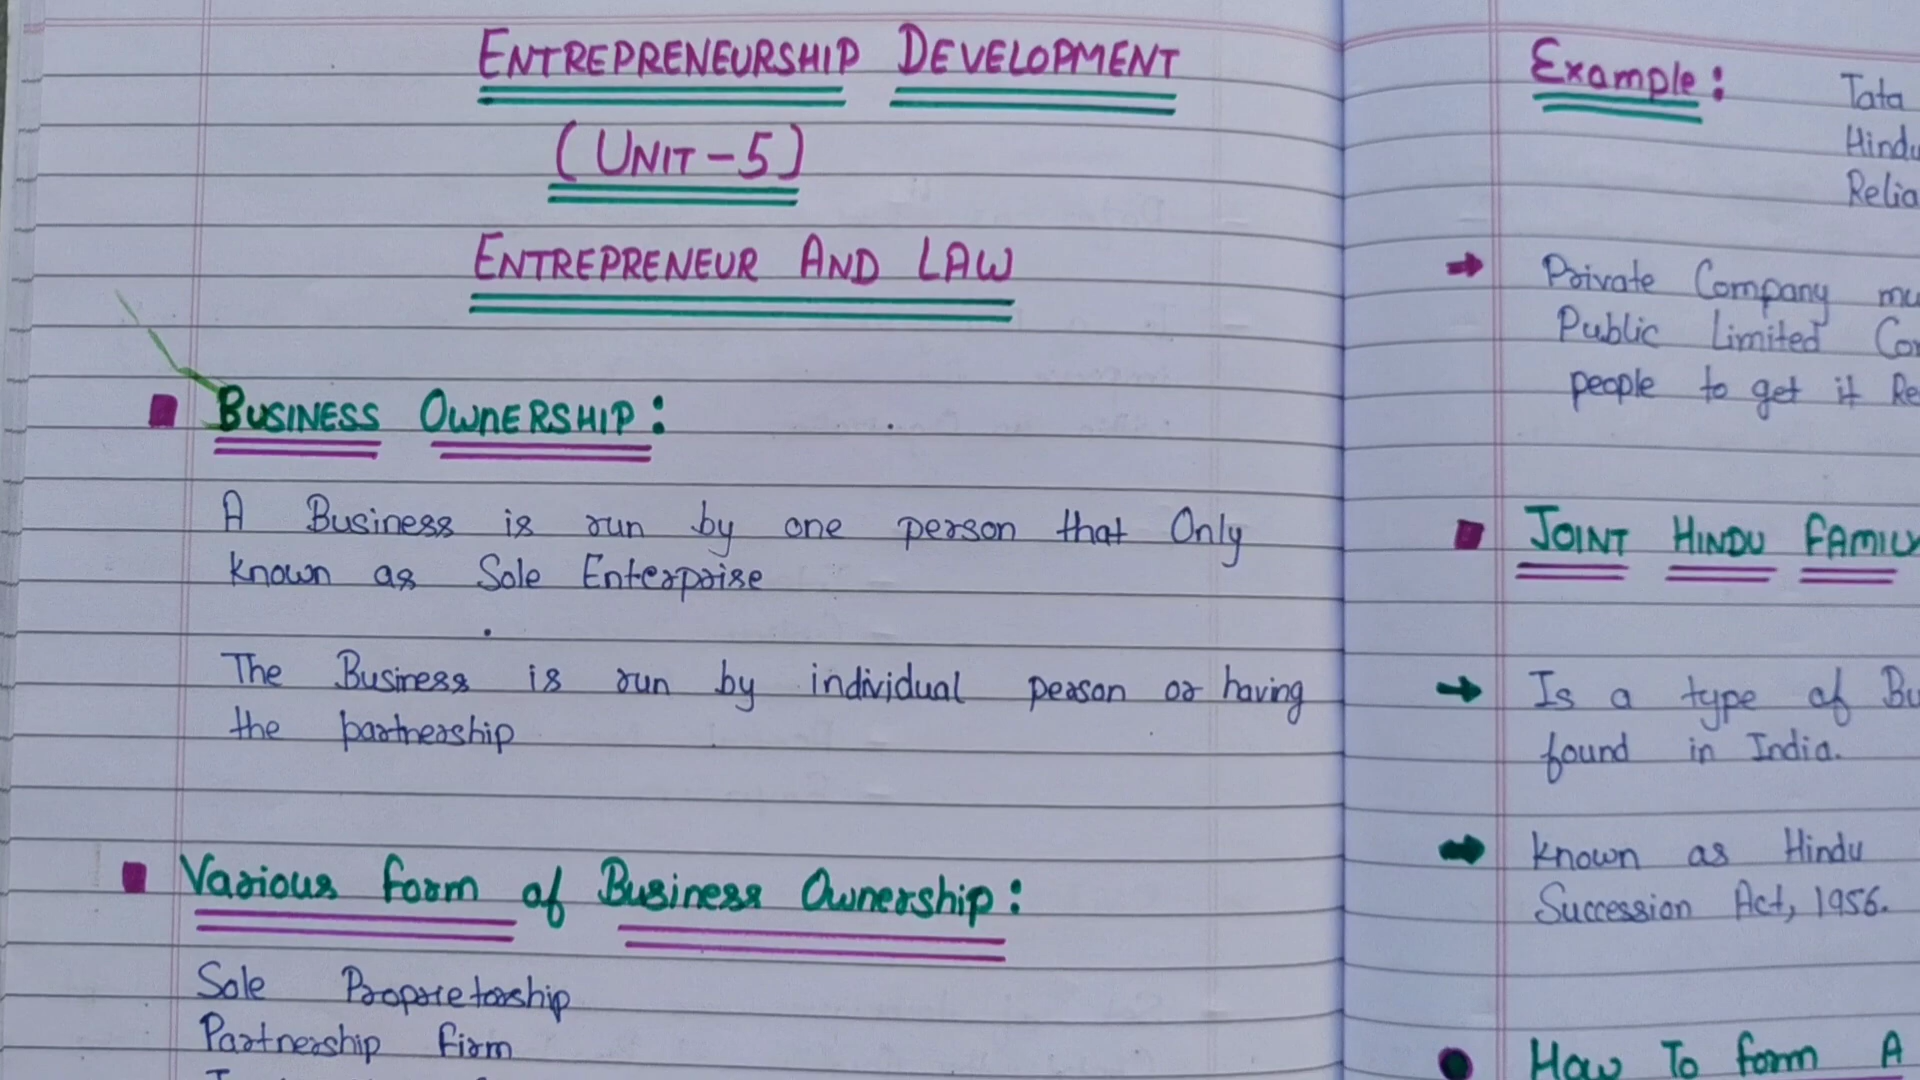 ENTREPRENEURSHIP DEVELOPMENT
(UNIT-5)
ENTREPRENEUR AND LAW
BUSINESS OWNERSHIP:
A Business is run by one person that Only
known as Sole Enterprise
The Business is run by individual person or having
the partnership
Various form of Business Ownership:
Sole Proprietorship
Partnership firm
Example: Tata
Private Company
Public Limited
people to get it
JOINT HINDU FAMILY
Is a type of
found in India.
known as Hindu
Succession Act, 1956.
How To form A